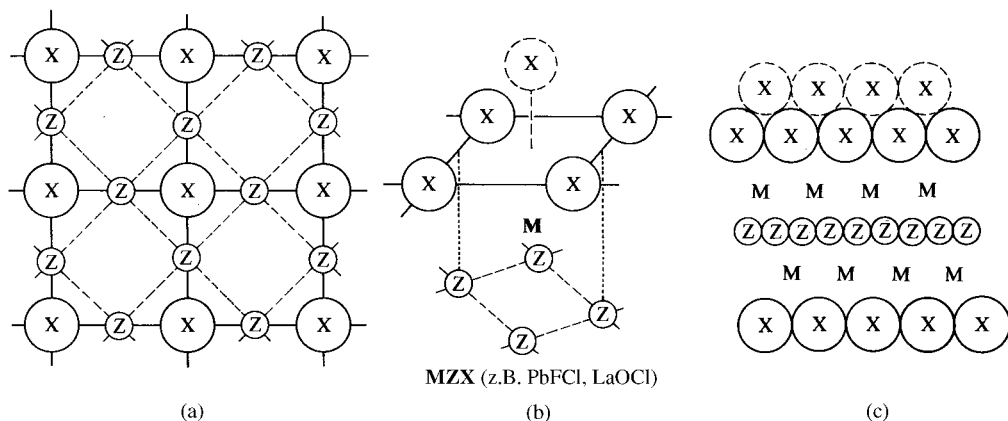 X Z X Z X
Z Z Z
X Z X Z X
Z Z Z
X Z X Z X
(a)
X
X X
X X
M
Z
Z Z
Z
MZX (z.B. PbFCl, LaOCl)
(b)
X X X X
X X X X X
M M M M
Z Z Z Z Z Z Z Z Z
M M M M
X X X X X
(c)